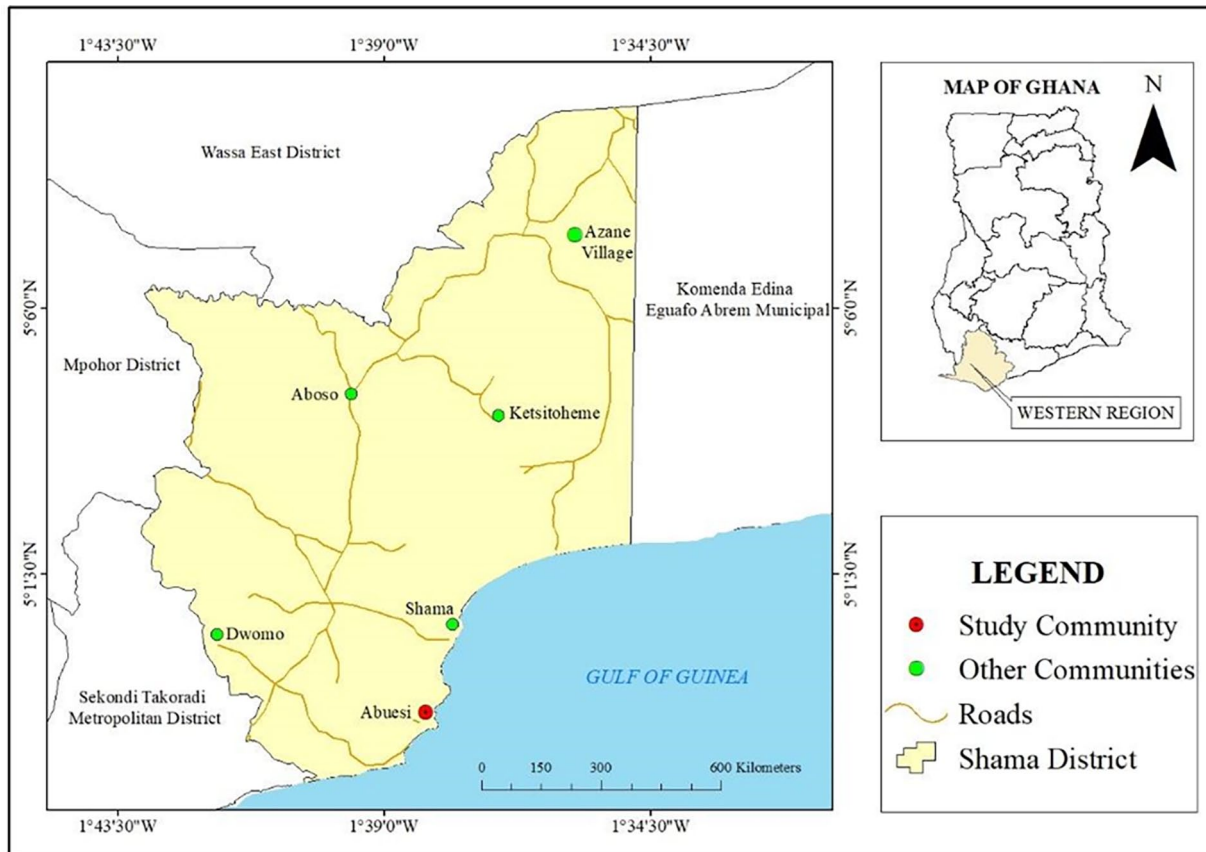 1°43'30"W
1°39'0"W
1°34'30"W
Wassa East District
Azane
Village
Komenda Edina
Eguafo Abrem Municipal
5°6'0"N
5°6'0"N
Mpohor District
Aboso
Ketsitoheme
5°1'30"N
5°1'30"N
Shama
Dwomo
GULF OF GUINEA
Sekondi Takoradi
Metropolitan District
Abuesi
0 150 300 600 Kilometers
1°43'30"W
1°39'0"W
1°34'30"W
MAP OF GHANA
N
WESTERN REGION
LEGEND
Study Community
Other Communities
Roads
Shama District